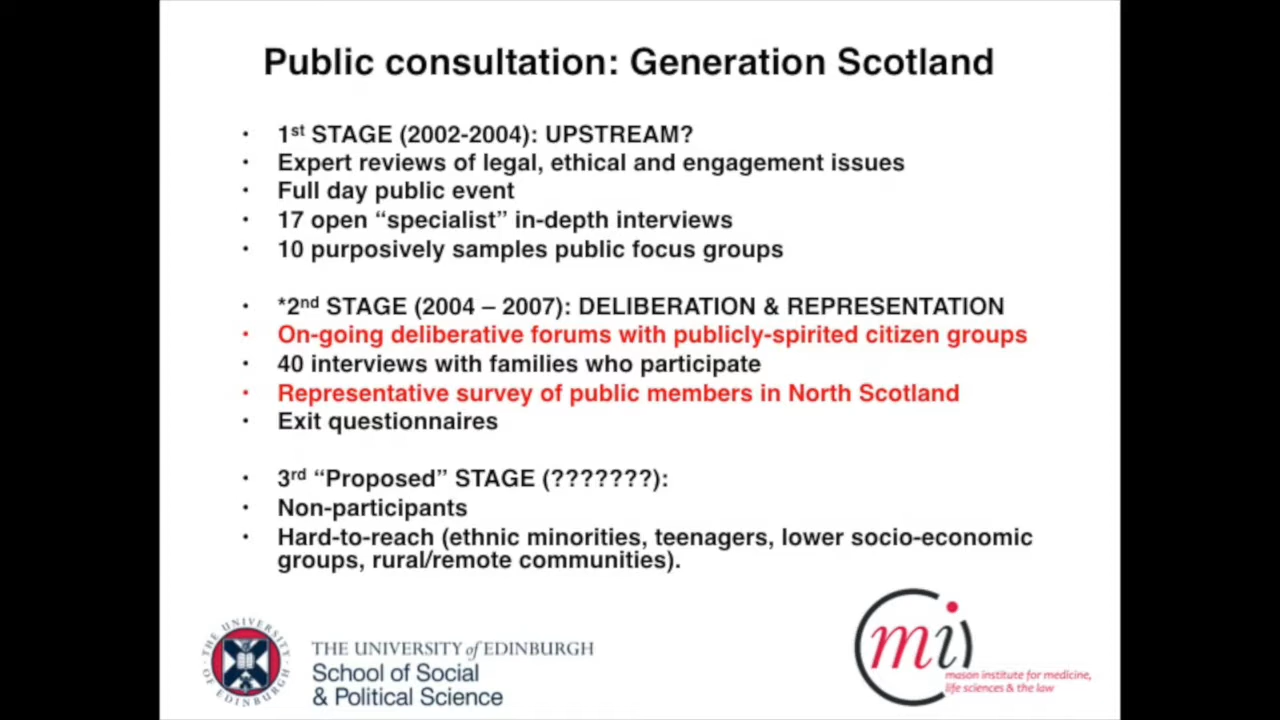 Public consultation: Generation Scotland
• 1st STAGE (2002-2004): UPSTREAM?
• Expert reviews of legal, ethical and engagement issues
• Full day public event
• 17 open “specialist” in-depth interviews
• 10 purposively samples public focus groups
• *2nd STAGE (2004 – 2007): DELIBERATION & REPRESENTATION
• On-going deliberative forums with publicly-spirited citizen groups
• 40 interviews with families who participate
• Representative survey of public members in North Scotland
• Exit questionnaires
• 3rd “Proposed” STAGE (???????):
• Non-participants
• Hard-to-reach (ethnic minorities, teenagers, lower socio-economic
groups, rural/remote communities).
THE UNIVERSITY OF EDINBURGH
THE UNIVERSITY of EDINBURGH
School of Social
& Political Science
mi
mason institute for medicine,
life sciences & the law